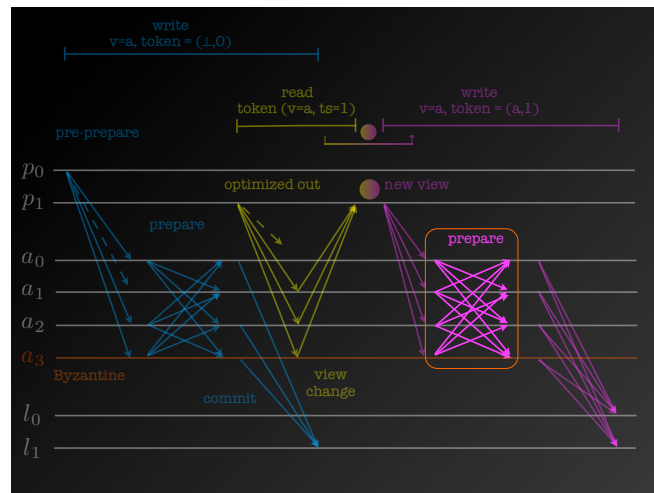 write
v=a, token = (⊥,0)
read
token (v=a, ts=1)
write
v=a, token = (a,1)
pre-prepare
p₀
optimized out
new view
p₁
prepare
prepare
a₀
a₁
a₂
a₃
Byzantine
view
change
commit
l₀
l₁